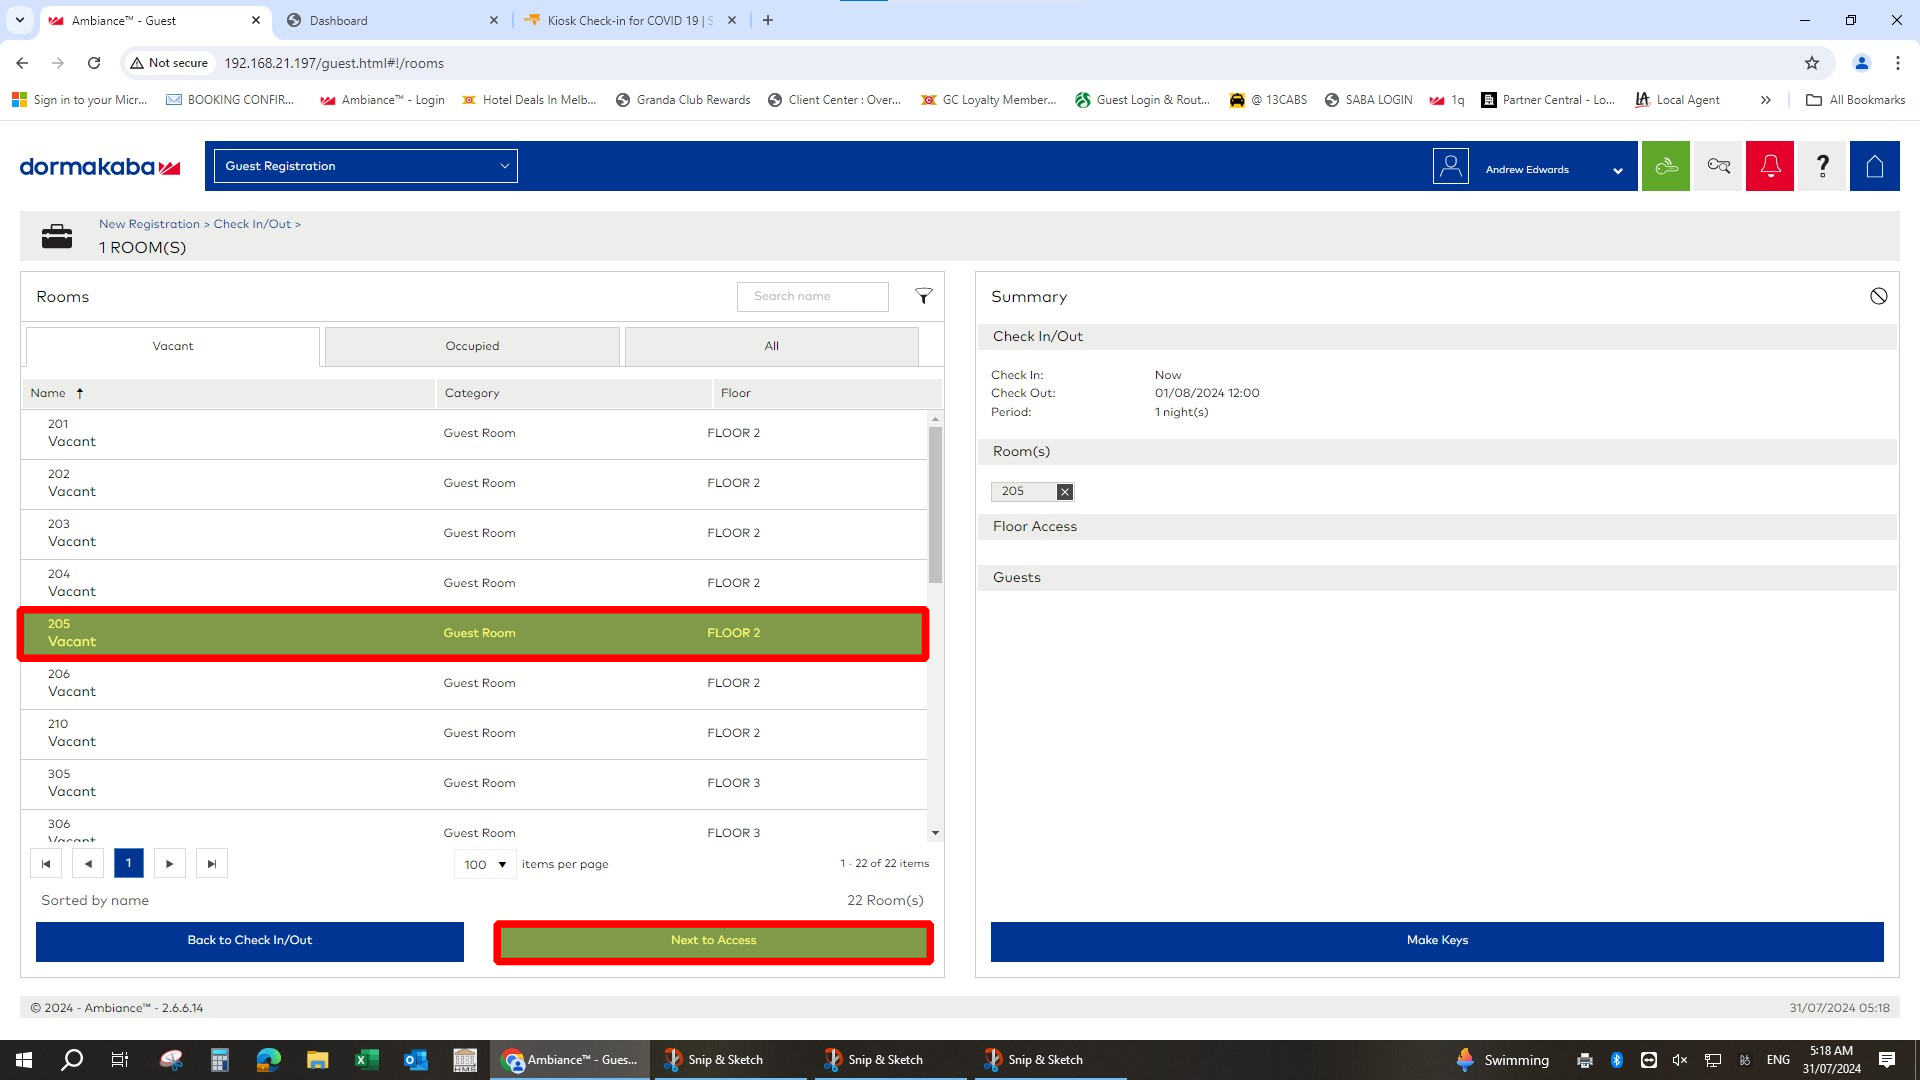 Ambiance™ - Guest
Dashboard
Kiosk Check-in for COVID 19 | S
Not secure
192.168.21.197/guest.html#!/rooms
Sign in to your Micr...
BOOKING CONFIR...
Ambiance™ - Login
Hotel Deals In Melb...
Granda Club Rewards
Client Center : Over...
GC Loyalty Member...
Guest Login & Rout...
@ 13CABS
SABA LOGIN
1q
Partner Central - Lo...
Local Agent
All Bookmarks
dormakaba
Guest Registration
Andrew Edwards
?
New Registration > Check In/Out >
1 ROOM(S)
Rooms
Search name
Vacant
Occupied
All
Name
Category
Floor
201
Vacant
Guest Room
FLOOR 2
202
Vacant
Guest Room
FLOOR 2
203
Vacant
Guest Room
FLOOR 2
204
Vacant
Guest Room
FLOOR 2
205
Vacant
Guest Room
FLOOR 2
206
Vacant
Guest Room
FLOOR 2
210
Vacant
Guest Room
FLOOR 2
305
Vacant
Guest Room
FLOOR 3
306
Vacant
Guest Room
FLOOR 3
1
100
items per page
1 - 22 of 22 items
Sorted by name
22 Room(s)
Back to Check In/Out
Next to Access
Summary
Check In/Out
Check In: Now
Check Out: 01/08/2024 12:00
Period: 1 night(s)
Room(s)
205
Floor Access
Guests
Make Keys
© 2024 - Ambiance™ - 2.6.6.14
31/07/2024 05:18
HMS
Ambiance™ - Gues...
Snip & Sketch
Snip & Sketch
Snip & Sketch
Swimming
ENG
5:18 AM
31/07/2024